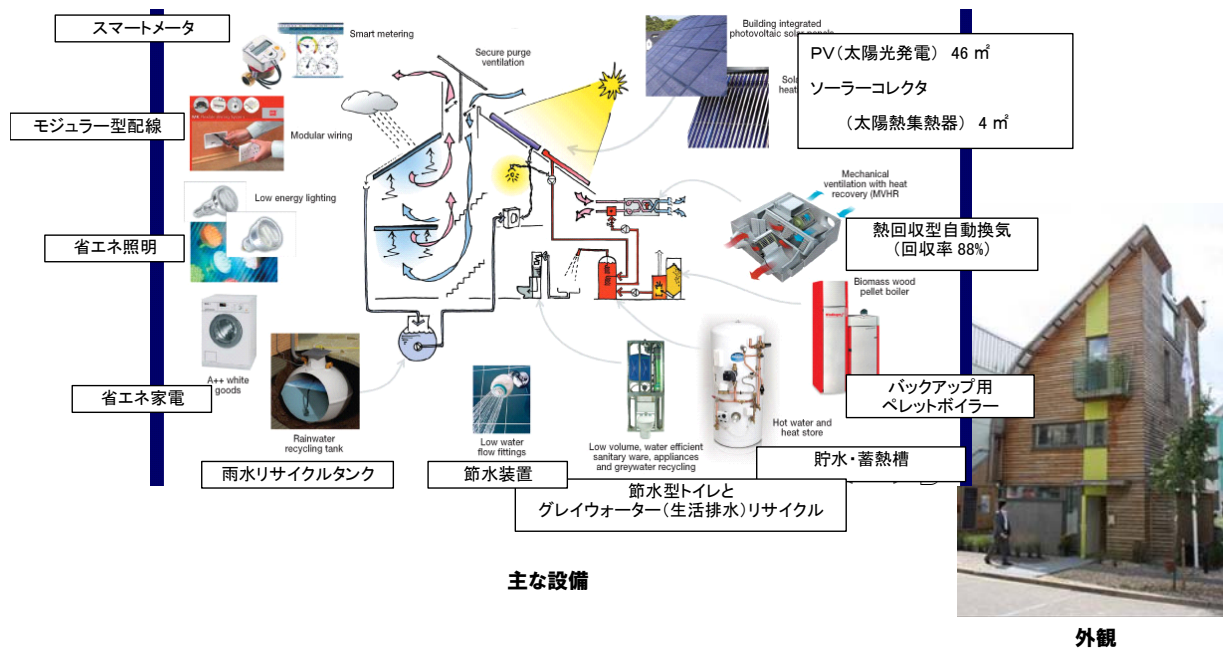 スマートメータ
Smart metering
Secure purge
ventilation
Building integrated
photovoltaic solar panels
PV(太陽光発電) 46 ㎡
ソーラーコレクタ
(太陽熱集熱器) 4 ㎡
モジュラー型配線
Modular wiring
Low energy lighting
省エネ照明
Mechanical
ventilation with heat
recovery (MVHR
熱回収型自動換気
(回収率 88%)
Biomass wood
pellet boiler
A++ white
goods
省エネ家電
バックアップ用
ペレットボイラー
Rainwater
recycling tank
雨水リサイクルタンク
Low water
flow fittings
節水装置
Low volume, water efficient
sanitary ware, appliances
and greywater recycling
Hot water and
heat store
貯水・蓄熱槽
節水型トイレと
グレイウォーター(生活排水)リサイクル
主な設備
外観